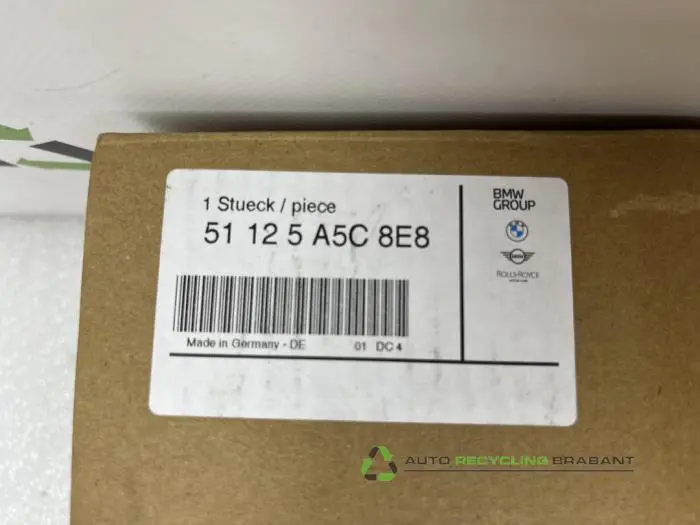 1 Stueck / piece
51 12 5 A5C 8E8
Made in Germany - DE 01 DC 4
BMW
GROUP
ROLLS-ROYCE
AUTO RECYCLING BRABANT